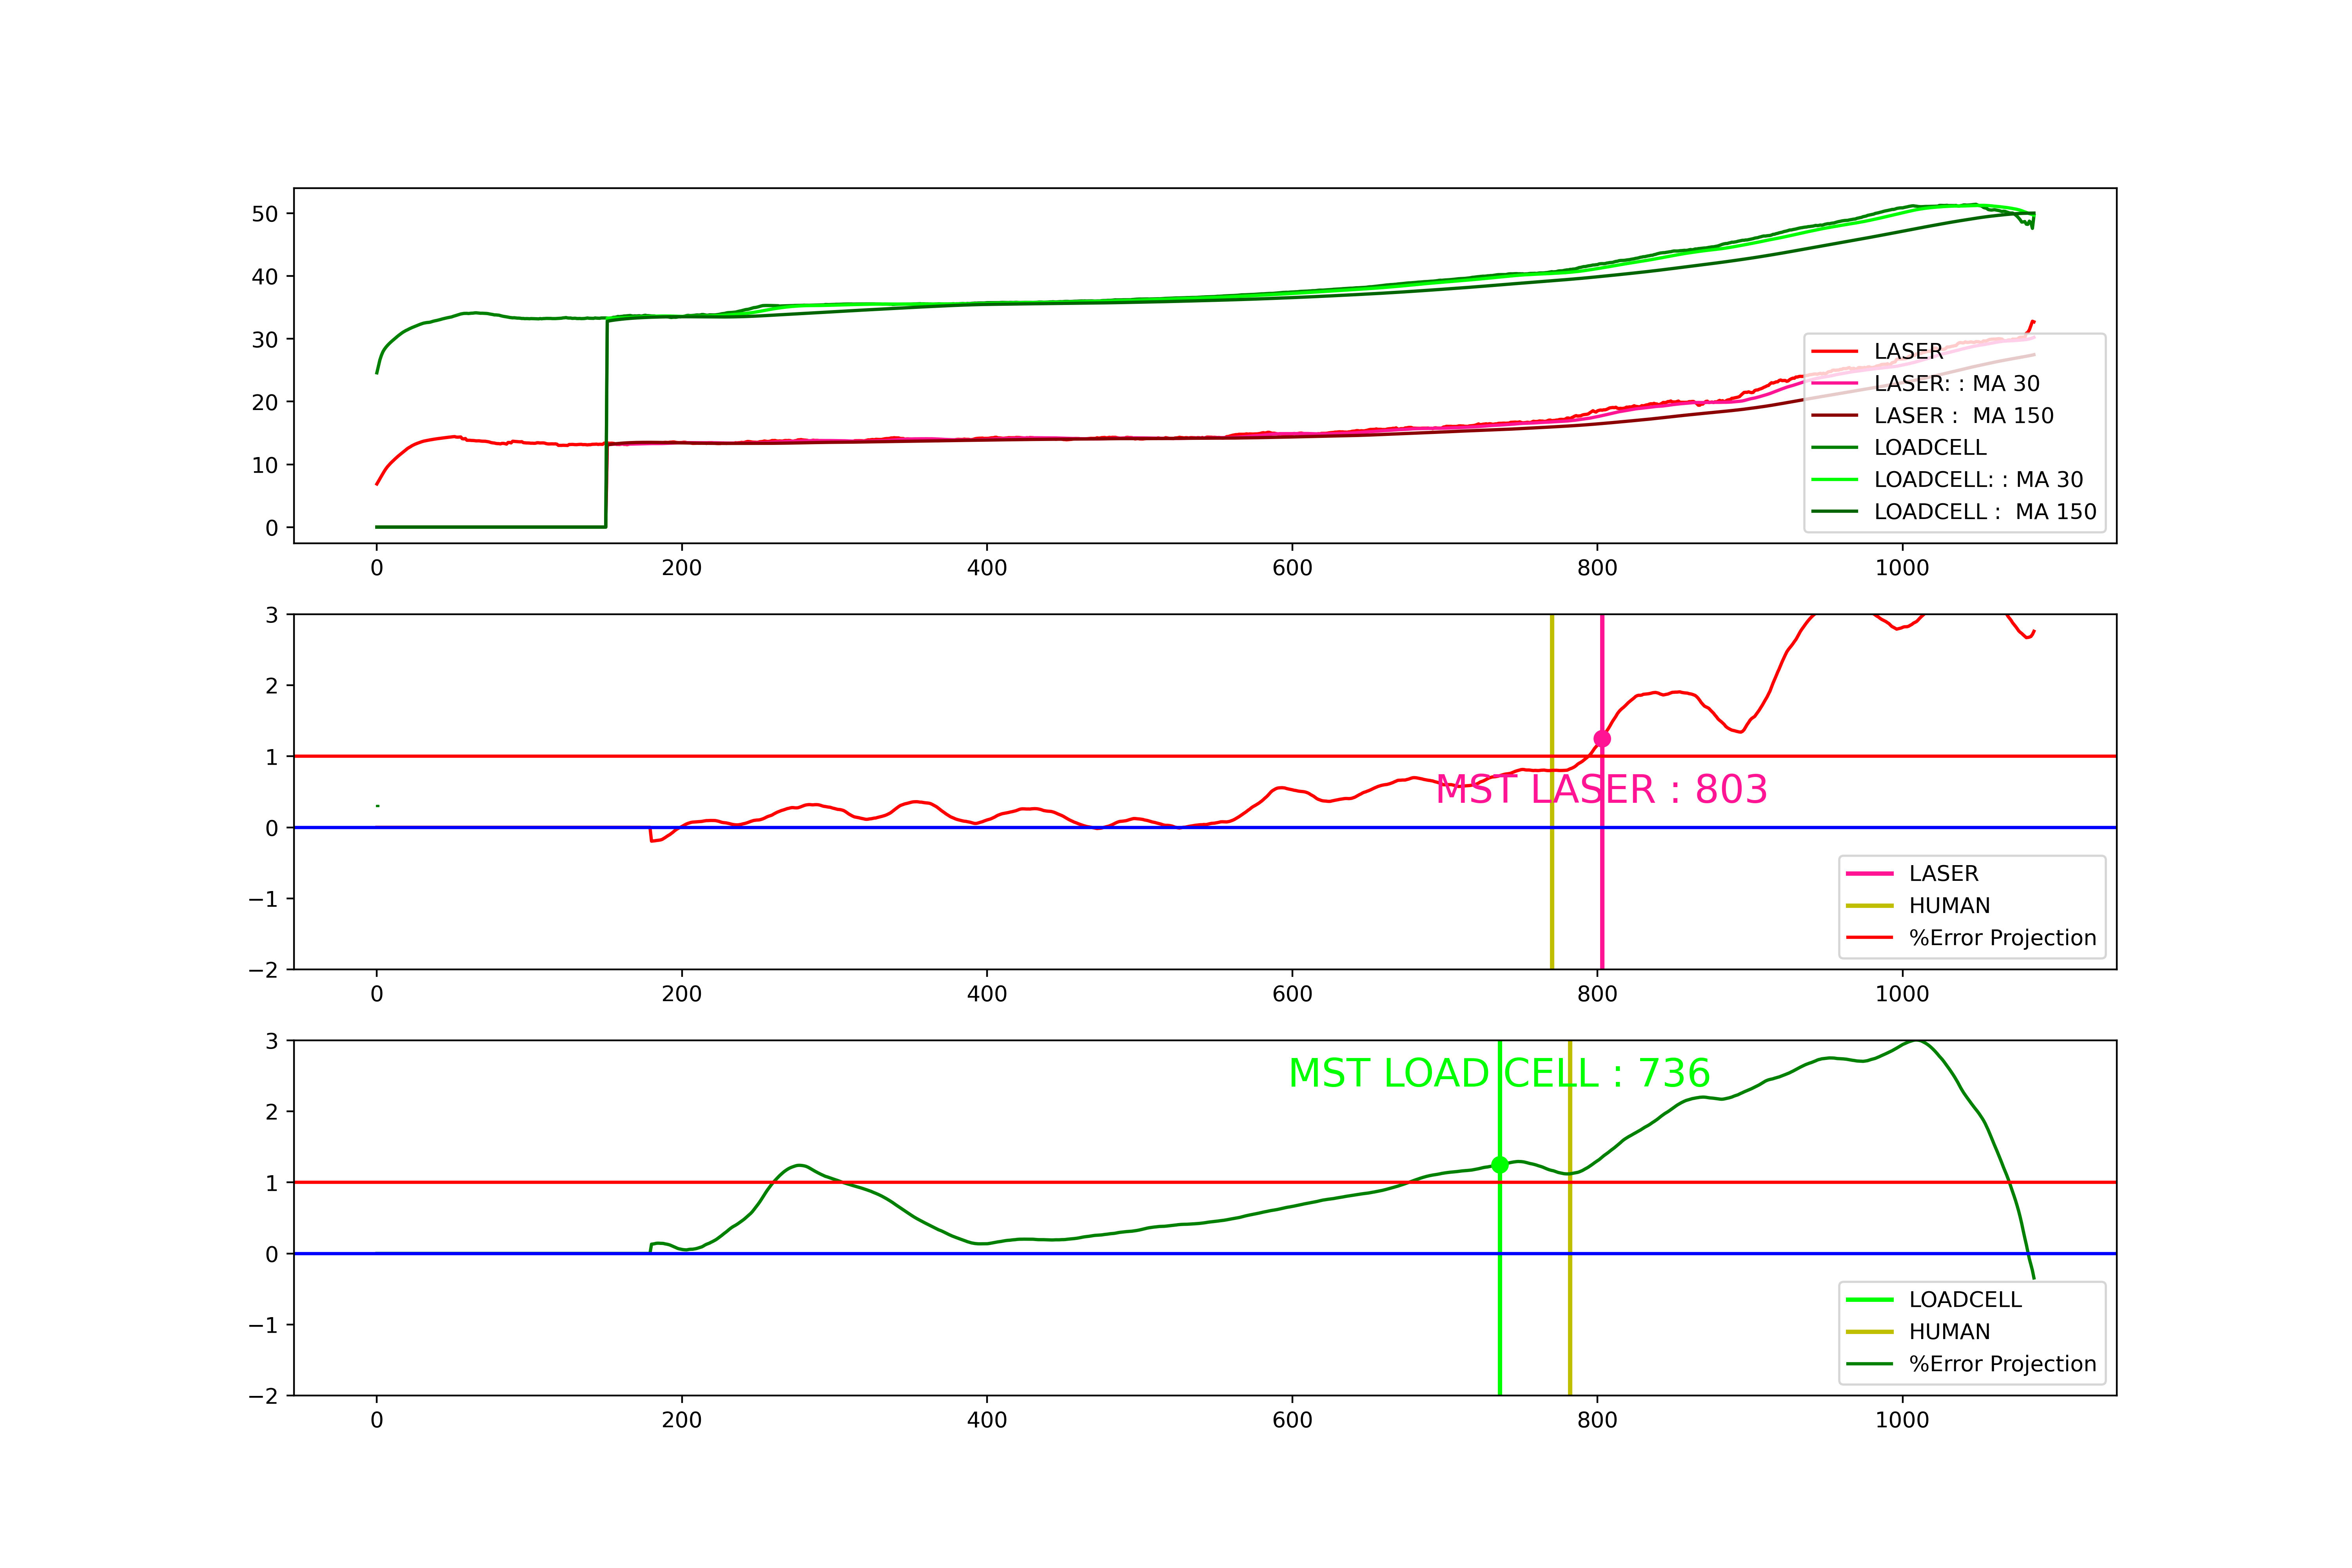 50
40
30
20
10
0
LASER
LASER: : MA 30
LASER :  MA 150
LOADCELL
LOADCELL: : MA 30
LOADCELL :  MA 150
0 200 400 600 800 1000
3
2
1
0
−1
−2
MST LASER : 803
LASER
HUMAN
%Error Projection
0 200 400 600 800 1000
3
2
1
0
−1
−2
MST LOAD CELL : 736
LOADCELL
HUMAN
%Error Projection
0 200 400 600 800 1000